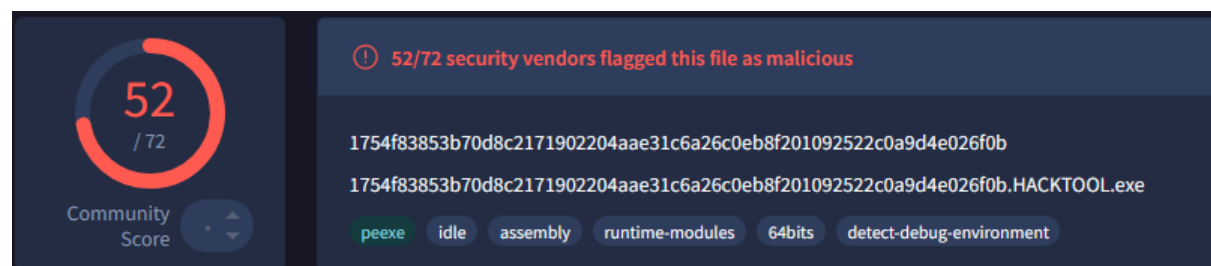 52
/ 72
Community
Score
52/72 security vendors flagged this file as malicious
1754f83853b70d8c2171902204aae31c6a26c0eb8f201092522c0a9d4e026f0b
1754f83853b70d8c2171902204aae31c6a26c0eb8f201092522c0a9d4e026f0b.HACKTOOL.exe
peexe idle assembly runtime-modules 64bits detect-debug-environment